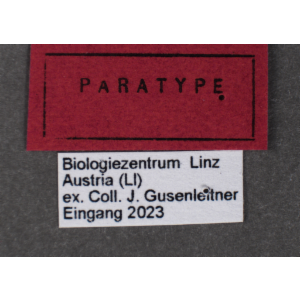 PARATYPE
Biologiezentrum Linz
Austria (LI)
ex. Coll. J. Gusenleitner
Eingang 2023